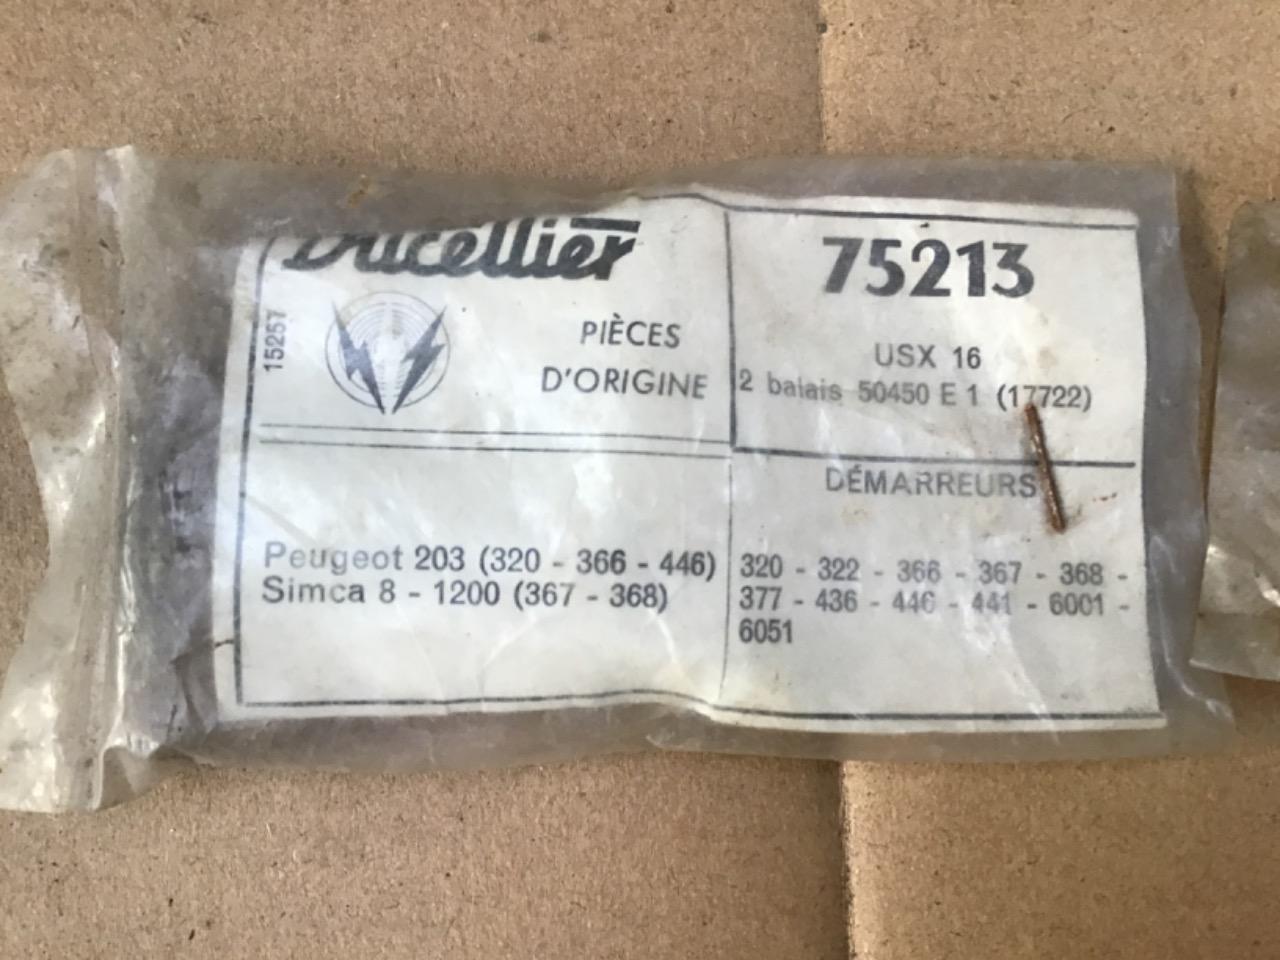 Ducellier
15257
PIÈCES
D'ORIGINE
75213
USX 16
2 balais 50450 E 1 (17722)
DÉMARREURS
Peugeot 203 (320 - 366 - 446)
Simca 8 - 1200 (367 - 368)
320 - 322 - 366 - 367 - 368 -
377 - 436 - 446 - 441 - 6001 -
6051